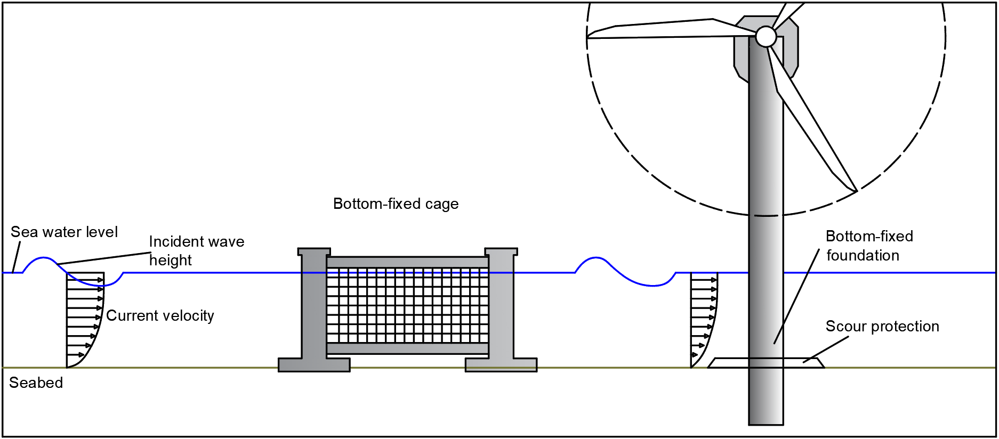 Bottom-fixed cage
Sea water level
Incident wave
height
Bottom-fixed
foundation
Current velocity
Scour protection
Seabed